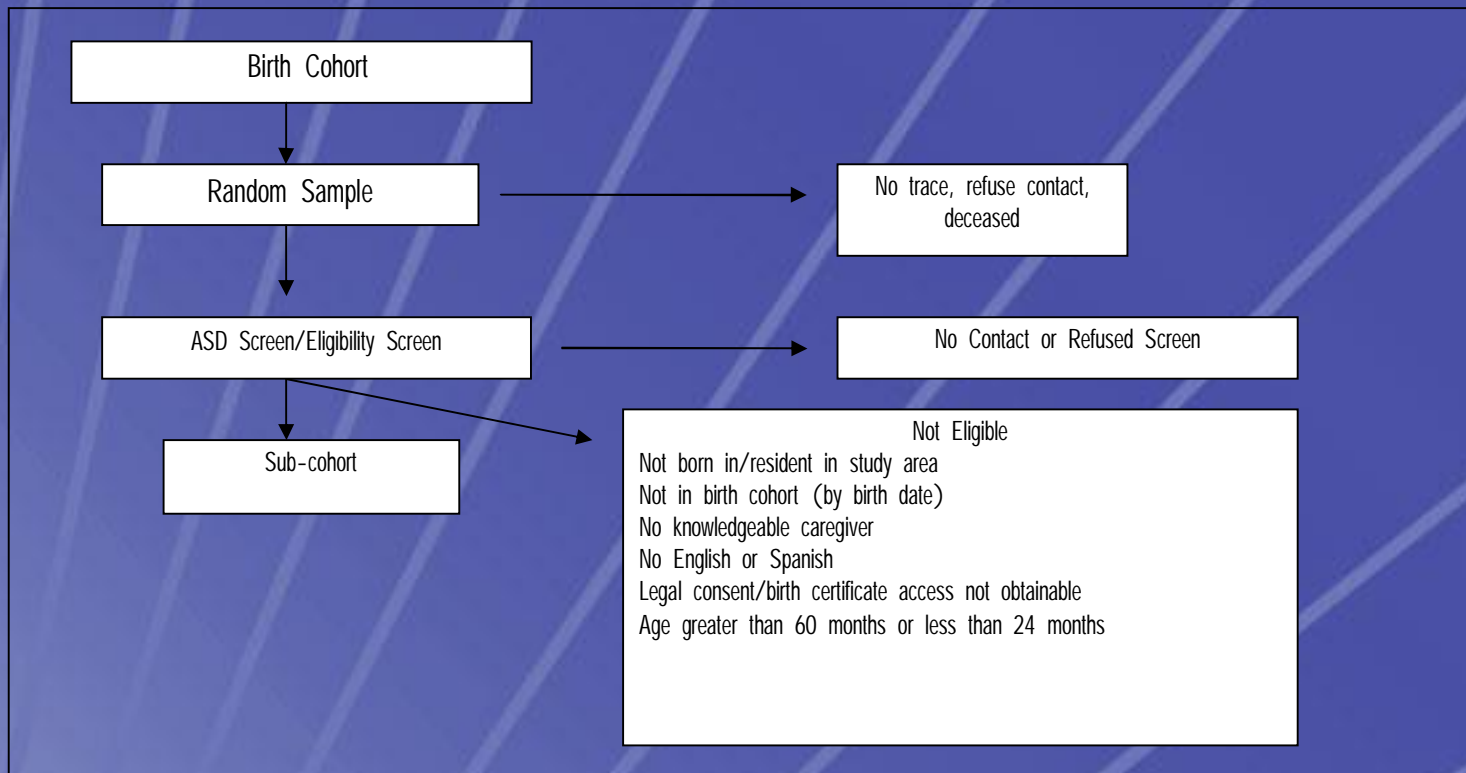 Birth Cohort
Random Sample
No trace, refuse contact,
deceased
ASD Screen/Eligibility Screen
No Contact or Refused Screen
Sub-cohort
Not Eligible
Not born in/resident in study area
Not in birth cohort (by birth date)
No knowledgeable caregiver
No English or Spanish
Legal consent/birth certificate access not obtainable
Age greater than 60 months or less than 24 months